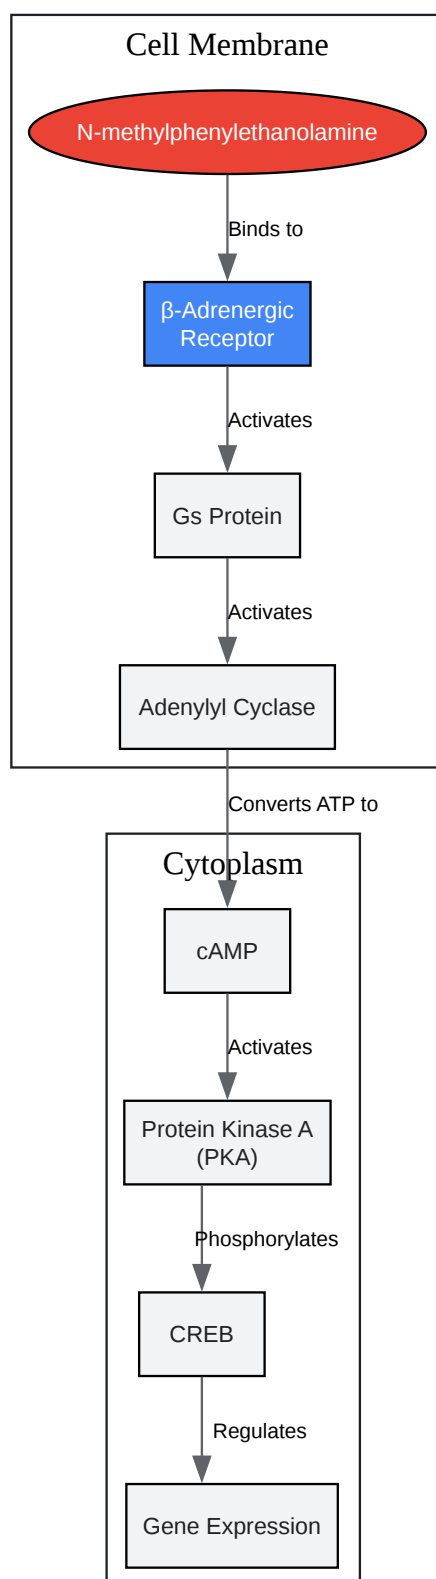 Cell Membrane
N-methylphenylethanolamine
Binds to
β-Adrenergic
Receptor
Activates
Gs Protein
Activates
Adenylyl Cyclase
Converts ATP to
Cytoplasm
cAMP
Activates
Protein Kinase A
(PKA)
Phosphorylates
CREB
Regulates
Gene Expression